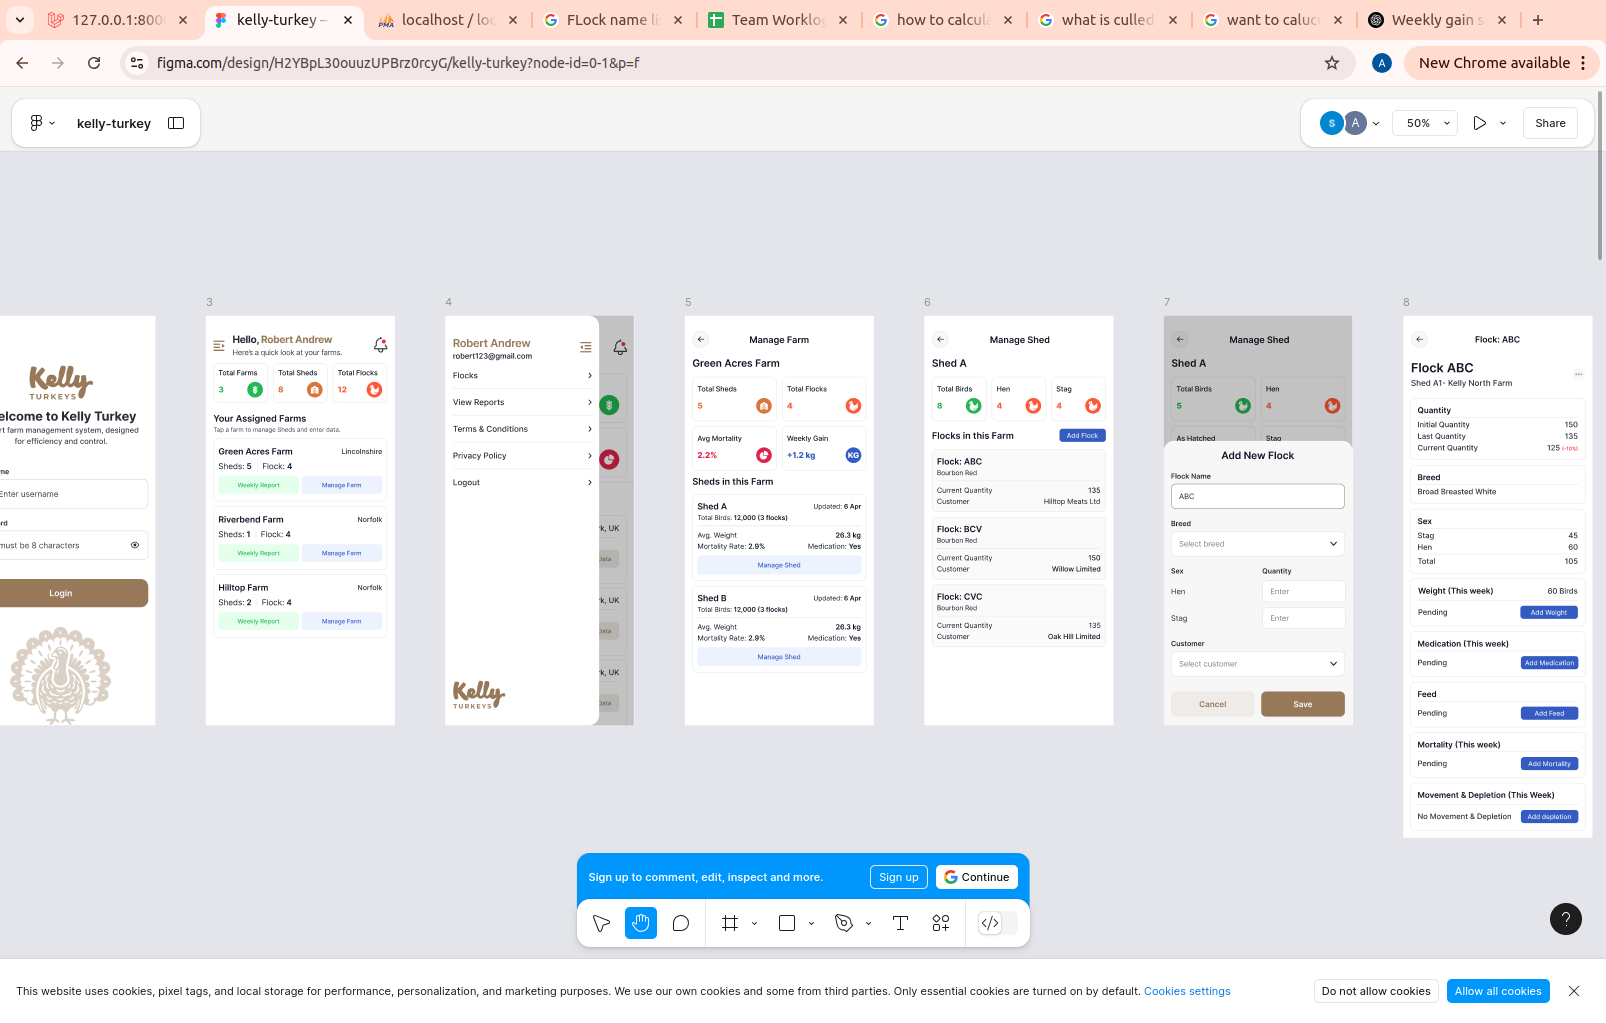 127.0.0.1:800
kelly-turkey –
localhost / loc
FLock name li
Team Worklo
how to calcula
what is culled
want to caluc
Weekly gain s
figma.com/design/H2YBpL30ouuzUPBrz0rcyG/kelly-turkey?node-id=0-1&p=f
A
New Chrome available
kelly-turkey
S
A
50%
Share
Kelly
TURKEYS
elcome to Kelly Turkey
rt farm management system, designed
for efficiency and control.
me
Enter username
rd
must be 8 characters
Login
3
Hello, Robert Andrew
Here's a quick look at your farms.
Total Farms
3
Total Sheds
8
Total Flocks
12
Your Assigned Farms
Tap a farm to manage Sheds and enter data.
Green Acres Farm
Lincolnshire
Sheds: 5 | Flock: 4
Weekly Report
Manage Farm
Riverbend Farm
Norfolk
Sheds: 1 | Flock: 4
Weekly Report
Manage Farm
Hilltop Farm
Norfolk
Sheds: 2 Flock: 4
Weekly Report
Manage Farm
4
Robert Andrew
robert123@gmail.com
Flocks
View Reports
Terms & Conditions
Privacy Policy
Logout
Kelly
TURKEYS
rk, UK
Data
rk, UK
Data
rk, UK
Data
5
Manage Farm
Green Acres Farm
Total Sheds
5
Total Flocks
4
Avg Mortality
2.2%
Weekly Gain
+1.2 kg
KG
Sheds in this Farm
Shed A
Updated: 6 Apr
Total Birds: 12,000 (3 flocks)
Avg. Weight
26.3 kg
Mortality Rate: 2.9%
Medication: Yes
Manage Shed
Shed B
Updated: 6 Apr
Total Birds: 12,000 (3 flocks)
Avg. Weight
26.3 kg
Mortality Rate: 2.9%
Medication: Yes
Manage Shed
6
Manage Shed
Shed A
Total Birds
8
Hen
4
Stag
4
Flocks in this Farm
Add Flock
Flock: ABC
Bourbon Red
Current Quantity
135
Customer
Hilltop Meats Ltd
Flock: BCV
Bourbon Red
Current Quantity
150
Customer
Willow Limited
Flock: CVC
Bourbon Red
Current Quantity
135
Customer
Oak Hill Limited
7
Manage Shed
Shed A
Total Birds
5
Hen
4
As Hatched
Stag
Add New Flock
Flock Name
ABC
Breed
Select breed
Sex
Quantity
Hen
Enter
Stag
Enter
Customer
Select customer
Cancel
Save
8
Flock: ABC
Flock ABC
Shed A1- Kelly North Farm
Quantity
Initial Quantity
150
Last Quantity
135
Current Quantity
125 (-10%)
Breed
Broad Breasted White
Sex
Stag
45
Hen
60
Total
105
Weight (This week)
60 Birds
Pending
Add Weight
Medication (This week)
Pending
Add Medication
Feed
Pending
Add Feed
Mortality (This week)
Pending
Add Mortality
Movement & Depletion (This Week)
No Movement & Depletion
Add depletion
Sign up to comment, edit, inspect and more.
Sign up
Continue
?
This website uses cookies, pixel tags, and local storage for performance, personalization, and marketing purposes. We use our own cookies and some from third parties. Only essential cookies are turned on by default. Cookies settings
Do not allow cookies
Allow all cookies